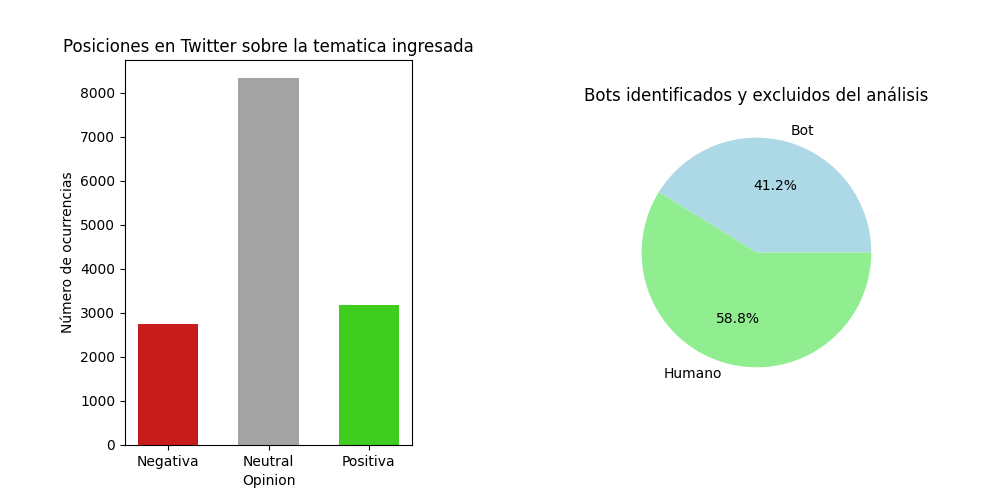 Posiciones en Twitter sobre la tematica ingresada
Número de ocurrencias
8000
7000
6000
5000
4000
3000
2000
1000
0
Negativa
Neutral
Positiva
Opinion
Bots identificados y excluidos del análisis
Bot
41.2%
58.8%
Humano